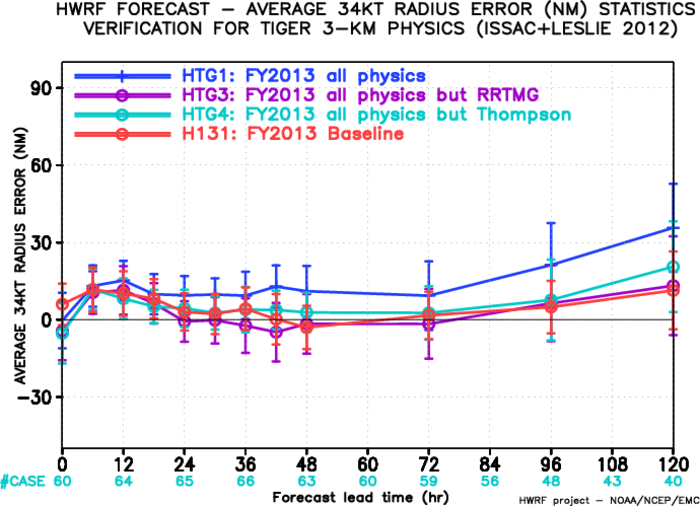 HWRF FORECAST – AVERAGE 34KT RADIUS ERROR (NM) STATISTICS
VERIFICATION FOR TIGER 3–KM PHYSICS (ISSAC+LESLIE 2012)
HTG1: FY2013 all physics
HTG3: FY2013 all physics but RRTMG
HTG4: FY2013 all physics but Thompson
H131: FY2013 Baseline
AVERAGE 34KT RADIUS ERROR (NM)
90
60
30
0
–30
0 12 24 36 48 60 72 84 96 108 120
#CASE 60 64 65 66 63 60 59 56 48 43 40
Forecast lead time (hr)
HWRF project – NOAA/NCEP/EMC